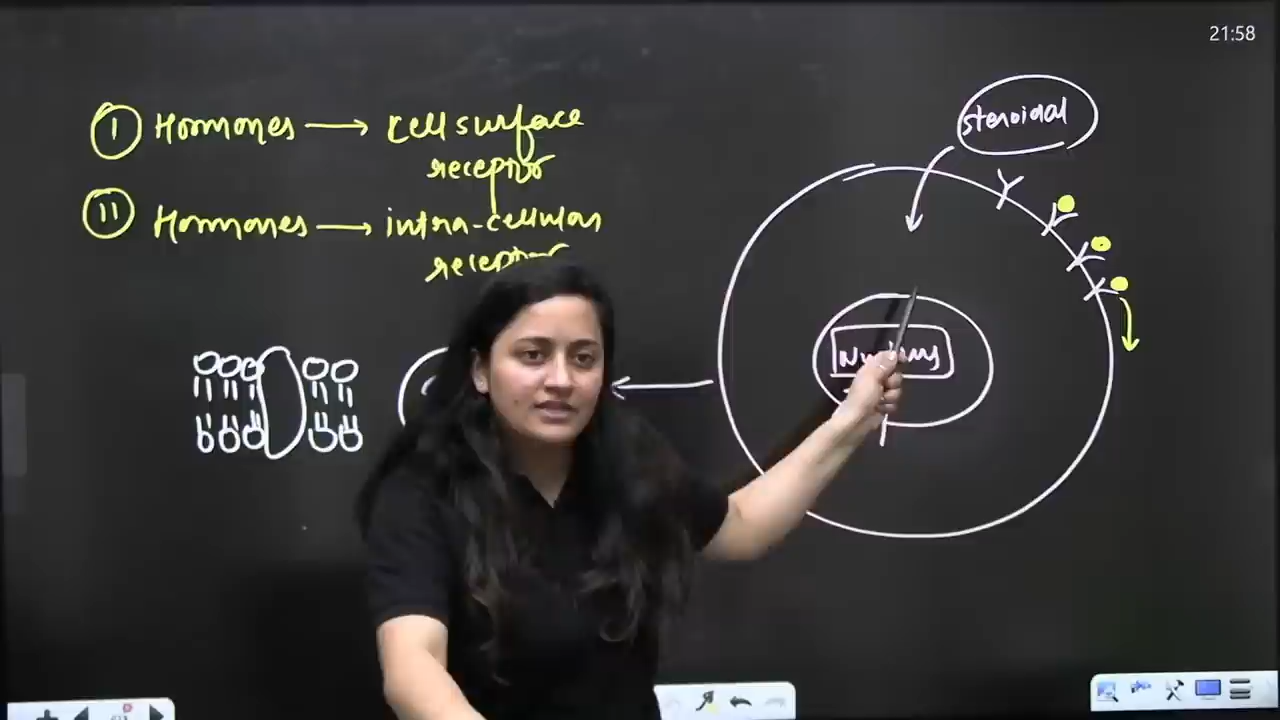 21:58
I Hormones → cell surface
receptor
II Hormones → intra-cellular
receptor
steroidal
Nucleus